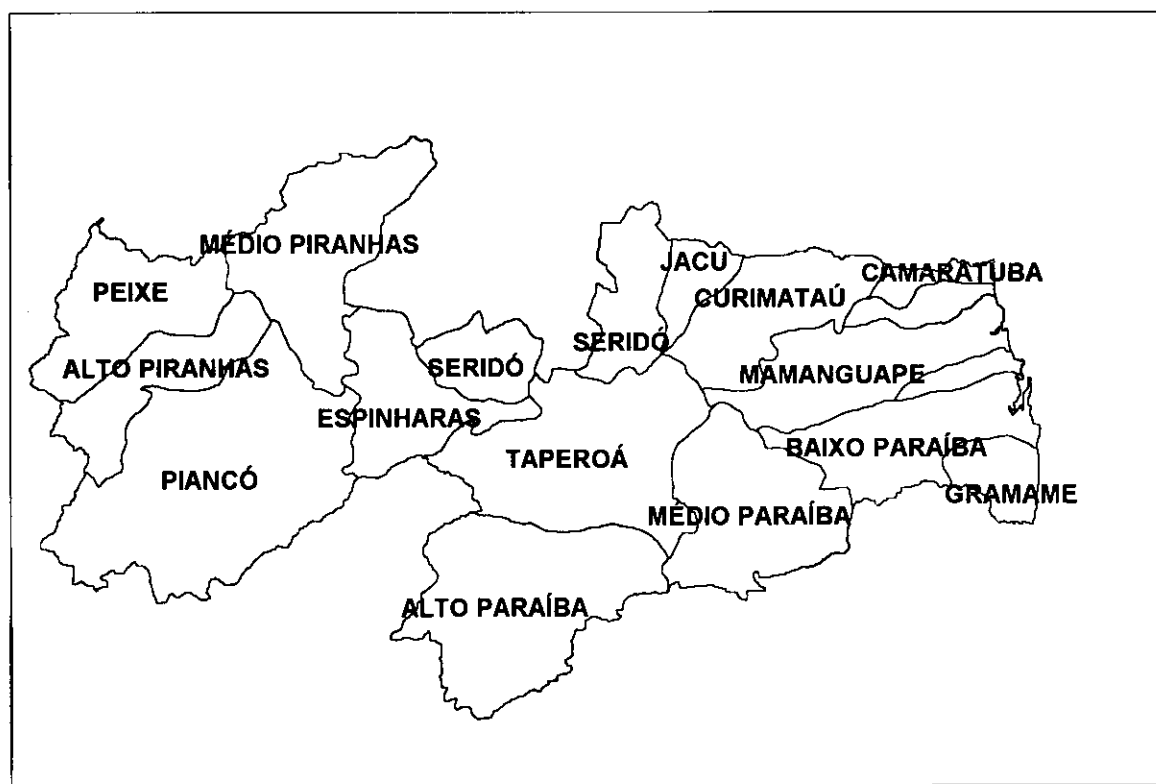 MÉDIO PIRANHAS
JACU
CAMARATUBA
PEIXE
CURIMATAÚ
SERIDÓ
ALTO PIRANHAS
SERIDÓ
MAMANGUAPE
ESPINHARAS
BAIXO PARAÍBA
TAPEROÁ
PIANCÓ
GRAMAME
MÉDIO PARAÍBA
ALTO PARAÍBA